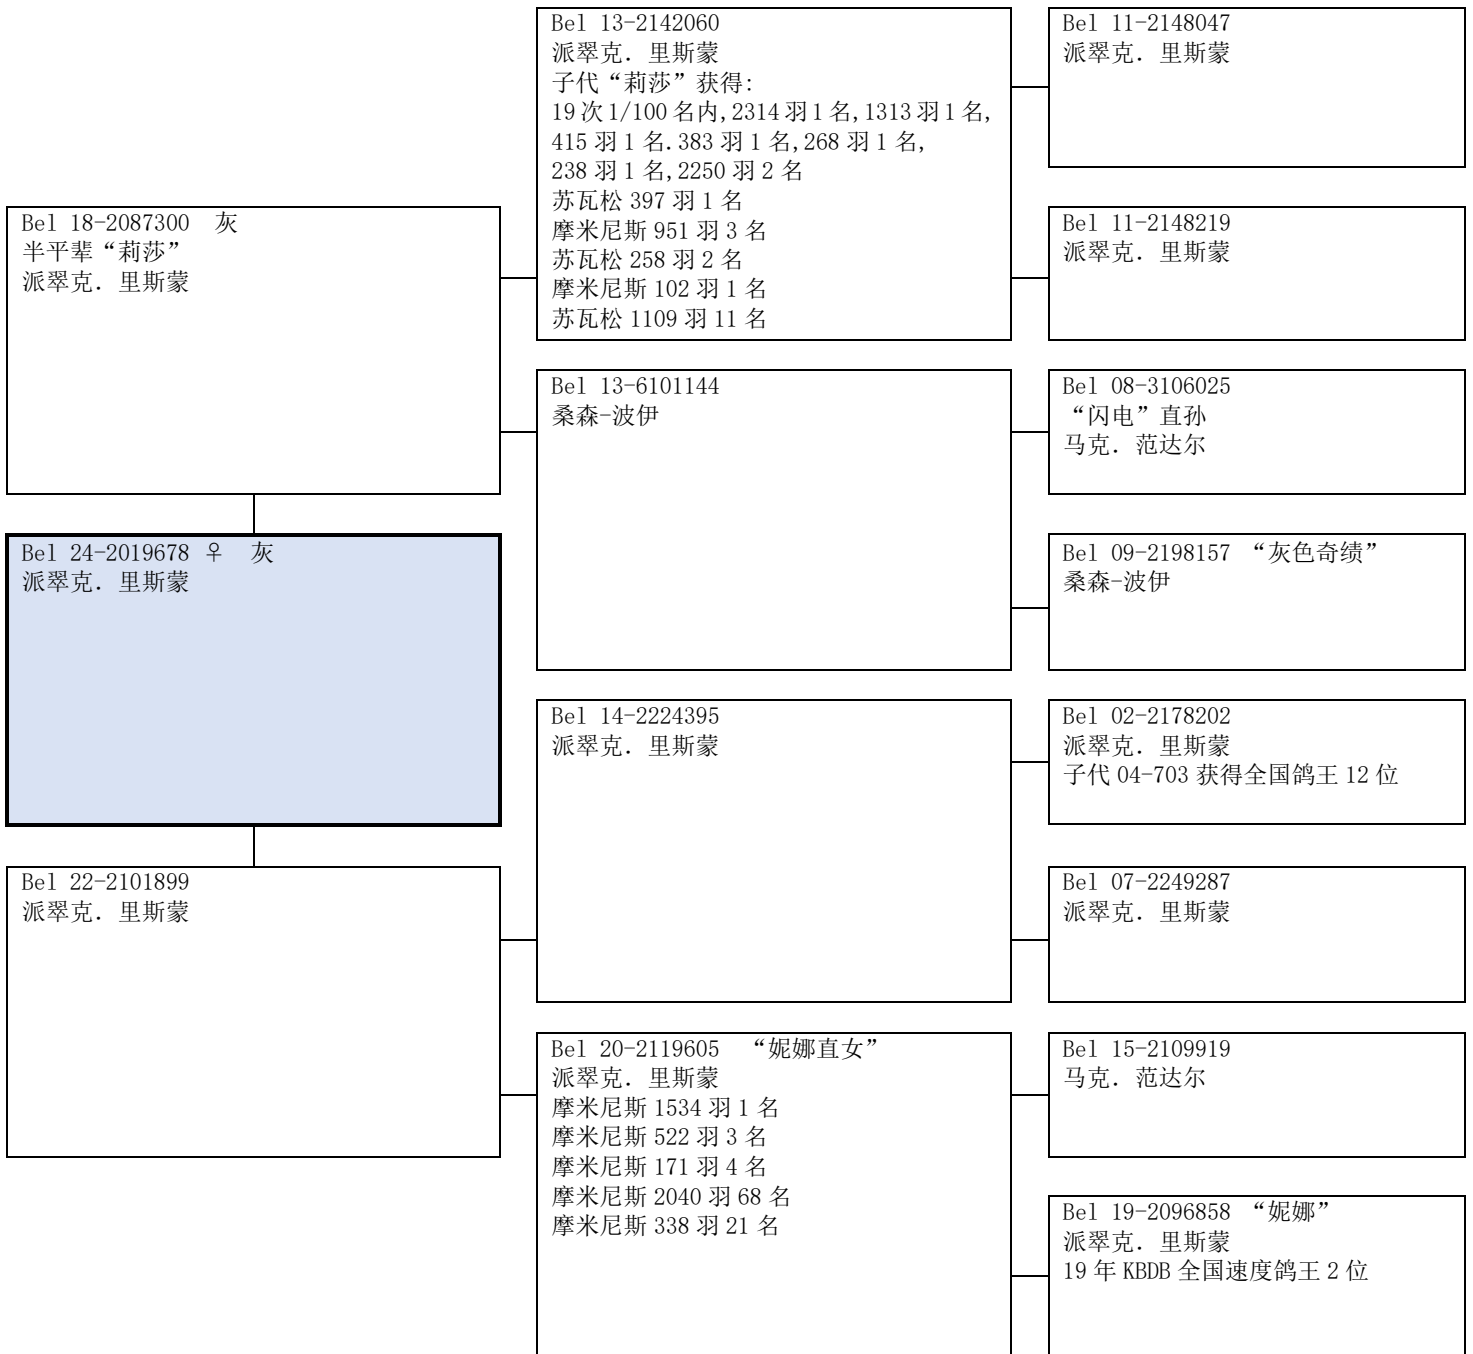 Bel 18-2087300 灰
半平辈“莉莎”
派翠克．里斯蒙
Bel 24-2019678 ♀ 灰
派翠克．里斯蒙
Bel 22-2101899
派翠克．里斯蒙
Bel 13-2142060
派翠克．里斯蒙
子代“莉莎”获得:
19次1/100名内,2314羽1名,1313羽1名,
415羽1名.383羽1名,268羽1名,
238羽1名,2250羽2名
苏瓦松397羽1名
摩米尼斯951羽3名
苏瓦松258羽2名
摩米尼斯102羽1名
苏瓦松1109羽11名
Bel 13-6101144
桑森-波伊
Bel 14-2224395
派翠克．里斯蒙
Bel 20-2119605 “妮娜直女”
派翠克．里斯蒙
摩米尼斯1534羽1名
摩米尼斯522羽3名
摩米尼斯171羽4名
摩米尼斯2040羽68名
摩米尼斯338羽21名
Bel 11-2148047
派翠克．里斯蒙
Bel 11-2148219
派翠克．里斯蒙
Bel 08-3106025
“闪电”直孙
马克．范达尔
Bel 09-2198157 “灰色奇绩”
桑森-波伊
Bel 02-2178202
派翠克．里斯蒙
子代04-703获得全国鸽王12位
Bel 07-2249287
派翠克．里斯蒙
Bel 15-2109919
马克．范达尔
Bel 19-2096858 “妮娜”
派翠克．里斯蒙
19年KBDB全国速度鸽王2位